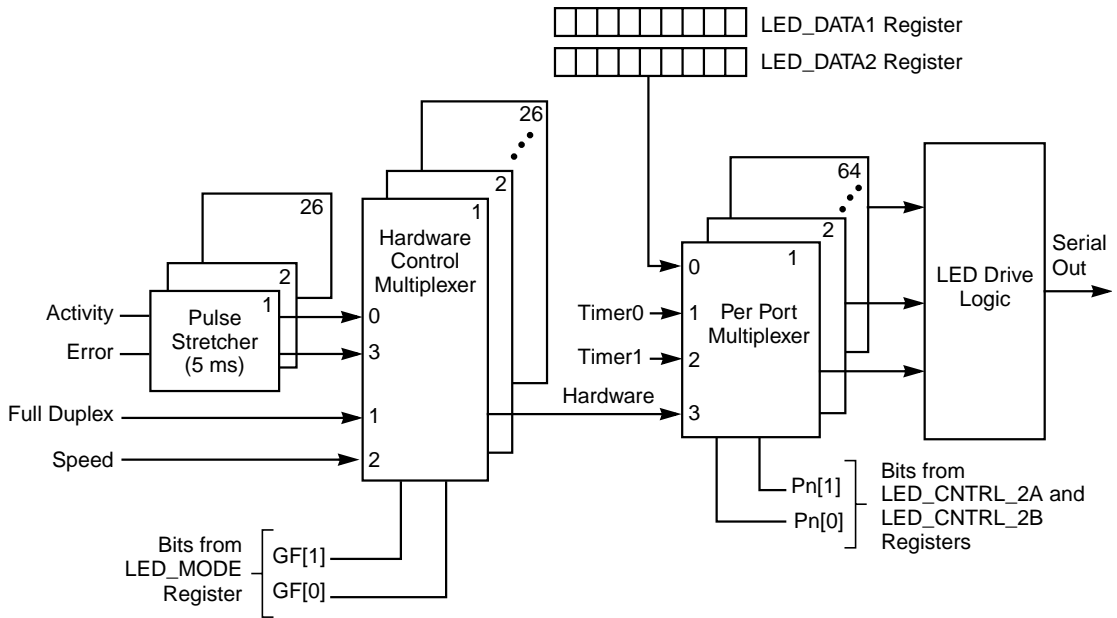 LED_DATA1 Register
LED_DATA2 Register
26
2
1
Hardware
Control
Multiplexer
0
3
1
2
26
2
1
Pulse
Stretcher
(5 ms)
Activity
Error
Full Duplex
Speed
64
2
1
Per Port
Multiplexer
0
1
2
3
Timer0
Timer1
Hardware
LED Drive
Logic
Serial
Out
Pn[1]
Pn[0]
Bits from
LED_CNTRL_2A and
LED_CNTRL_2B
Registers
Bits from
LED_MODE
Register
GF[1]
GF[0]